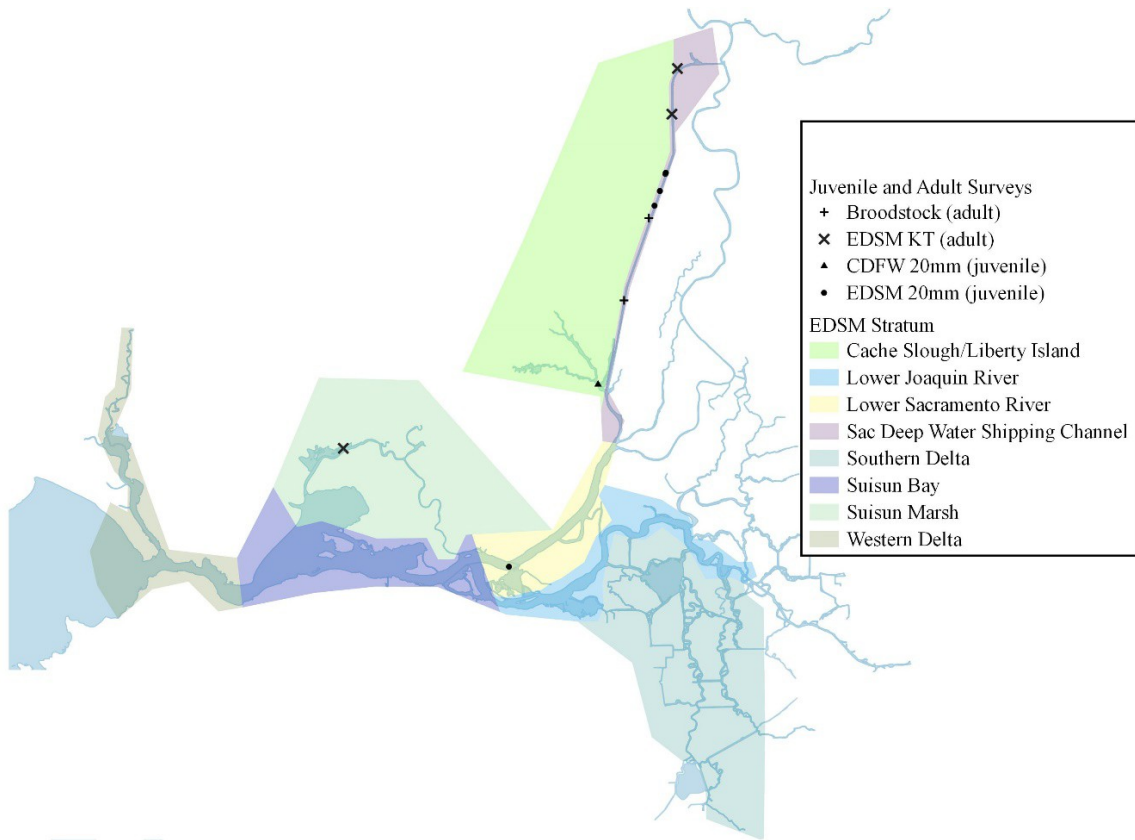 Juvenile and Adult Surveys
Broodstock (adult)
EDSM KT (adult)
CDFW 20mm (juvenile)
EDSM 20mm (juvenile)
EDSM Stratum
Cache Slough/Liberty Island
Lower Joaquin River
Lower Sacramento River
Sac Deep Water Shipping Channel
Southern Delta
Suisun Bay
Suisun Marsh
Western Delta